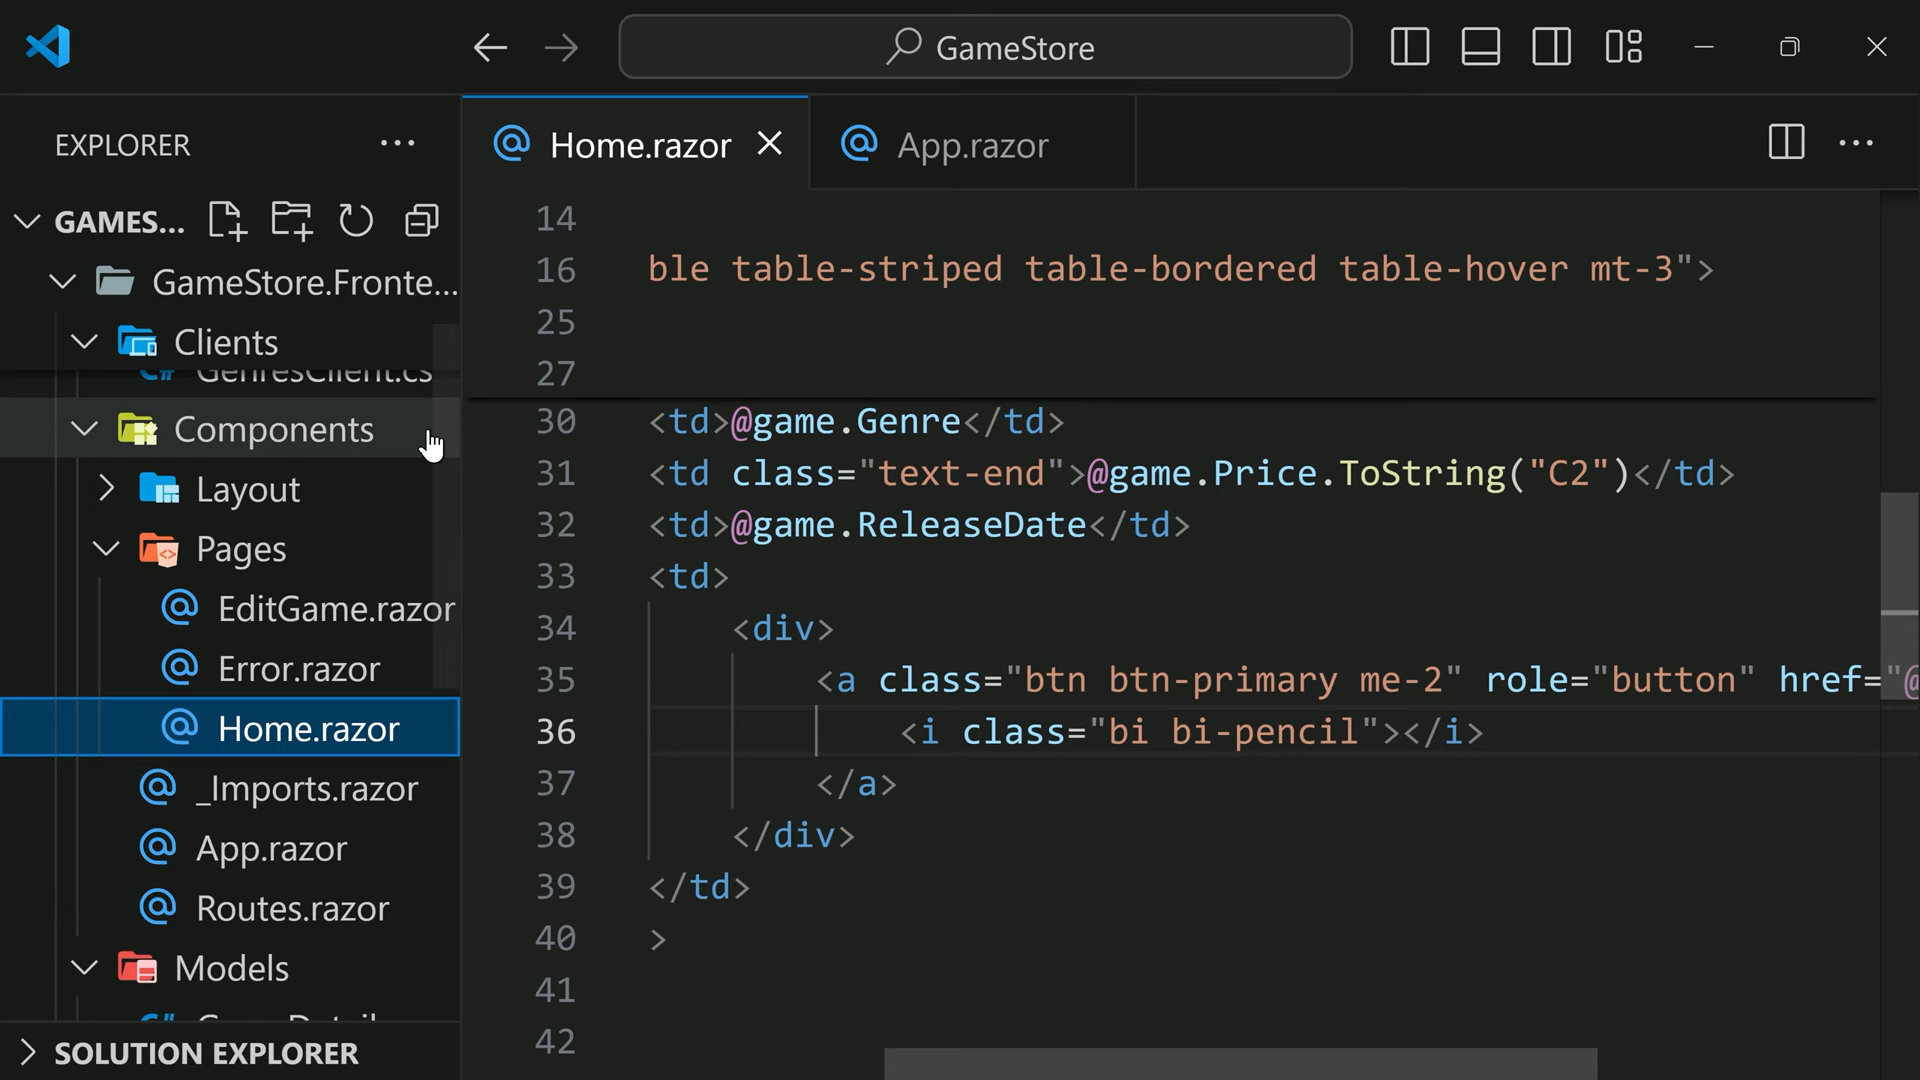 GameStore
EXPLORER
Home.razor
App.razor
GAMES...
GameStore.Fronte...
Clients
GenresClient.cs
Components
Layout
Pages
EditGame.razor
Error.razor
Home.razor
_Imports.razor
App.razor
Routes.razor
Models
SOLUTION EXPLORER
14
16 ble table-striped table-bordered table-hover mt-3">
25
27
30 <td>@game.Genre</td>
31 <td class="text-end">@game.Price.ToString("C2")</td>
32 <td>@game.ReleaseDate</td>
33 <td>
34 <div>
35 <a class="btn btn-primary me-2" role="button" href="@
36 <i class="bi bi-pencil"></i>
37 </a>
38 </div>
39 </td>
40 >
41
42